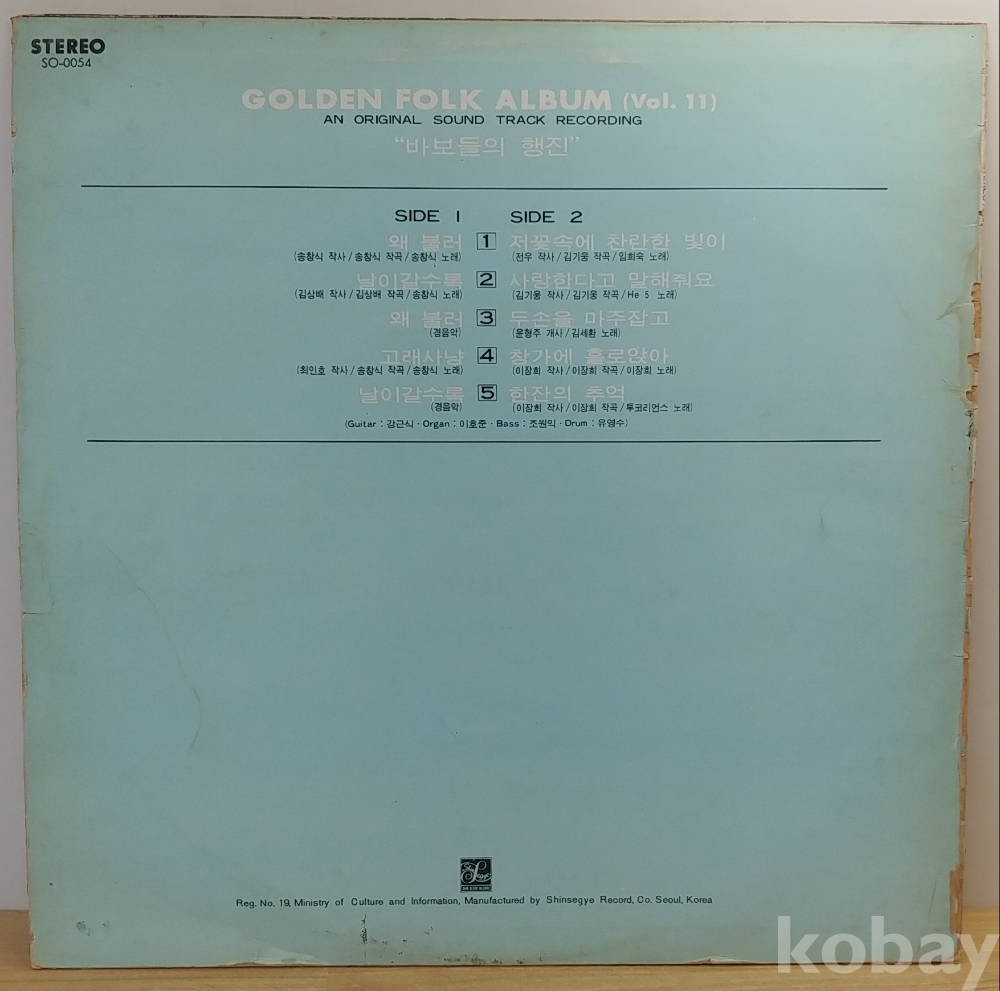 STEREO
SO-0054
GOLDEN FOLK ALBUM (Vol. 11)
AN ORIGINAL SOUND TRACK RECORDING
“바보들의 행진”
SIDE 1
왜 불러 1
(송창식 작사/송창식 작곡/송창식 노래)
날이갈수록 2
(김상배 작사/김상배 작곡/송창식 노래)
왜 불러 3
(경음악)
고래사냥 4
(최인호 작사/송창식 작곡/송창식 노래)
날이갈수록 5
(경음악)
SIDE 2
저꽃속에 찬란한 빛이
(전우 작사/김기웅 작곡/임희숙 노래)
사랑한다고 말해줘요
(김기웅 작사/김기웅 작곡/He 5 노래)
두손을 마주잡고
(윤형주 개사/김세환 노래)
창가에 홀로앉아
(이장희 작사/이장희 작곡/이장희 노래)
한잔의 추억
(이장희 작사/이장희 작곡/투코리언스 노래)
(Guitar : 강근식 · Organ : 이호준 · Bass : 조원익 · Drum : 유영수)
Reg. No. 19, Ministry of Culture and Information, Manufactured by Shinsegye Record, Co. Seoul, Korea
kobay